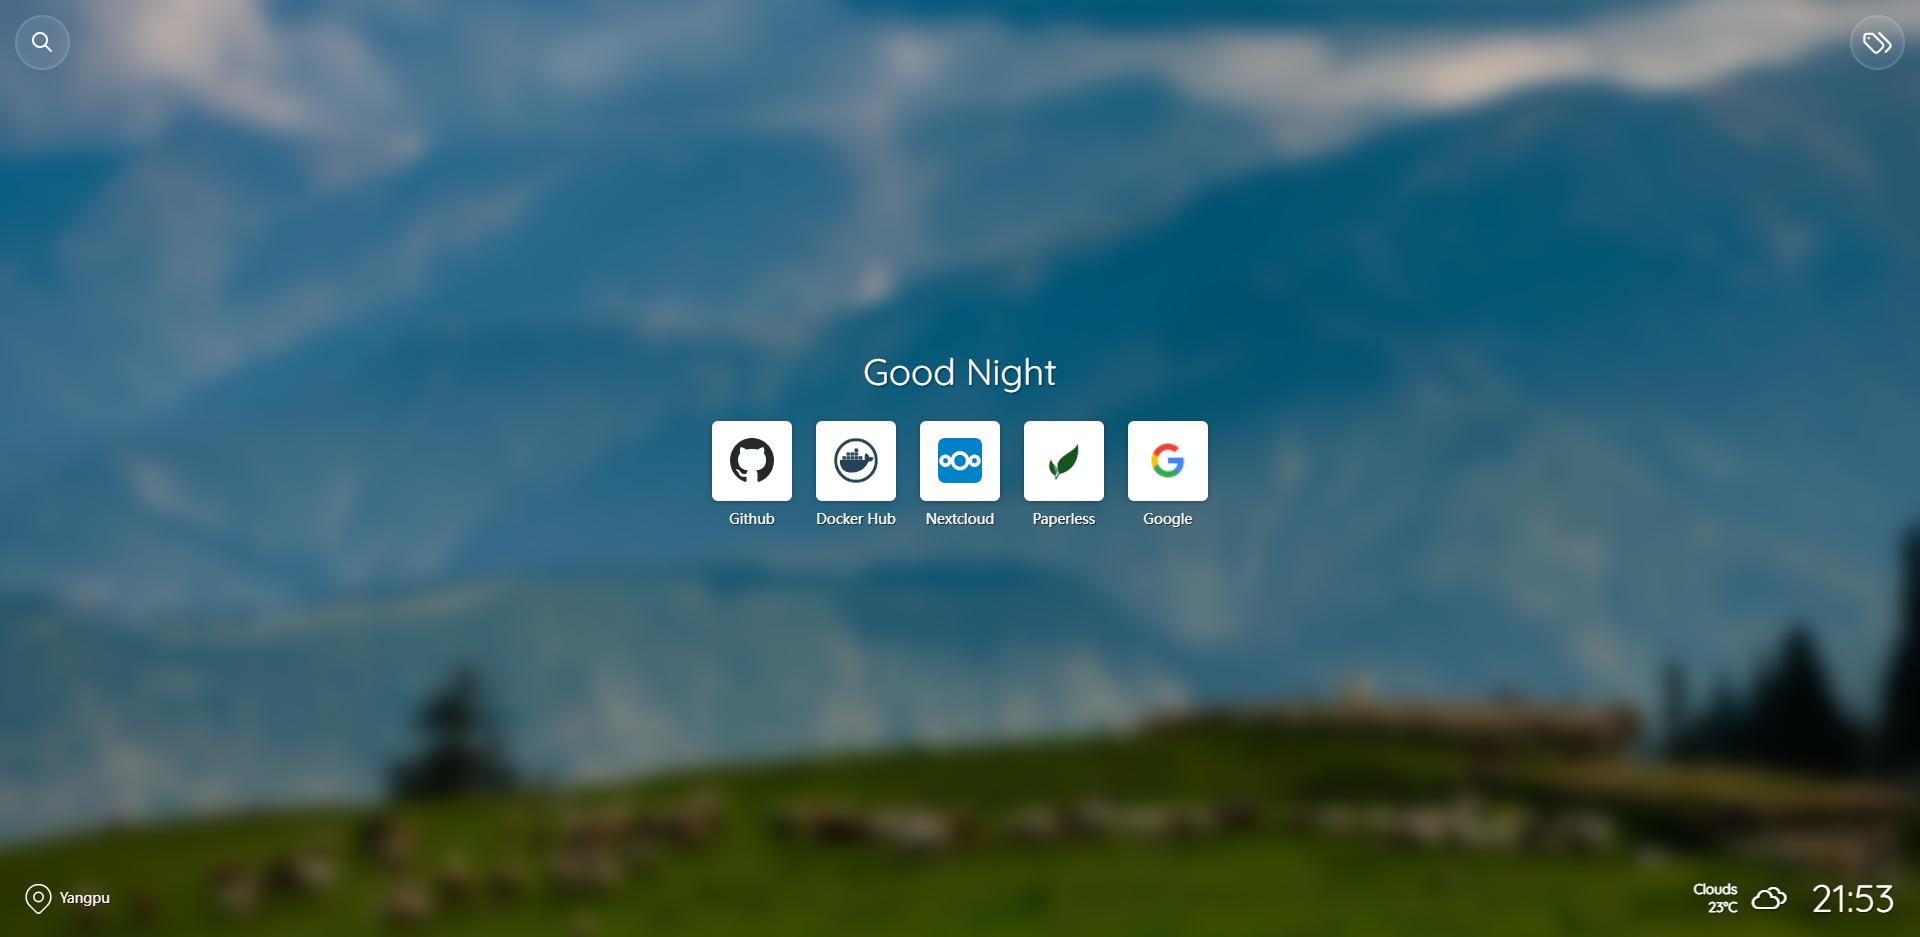 Good Night
Github
Docker Hub
Nextcloud
Paperless
Google
Yangpu
Clouds
23°C
21:53